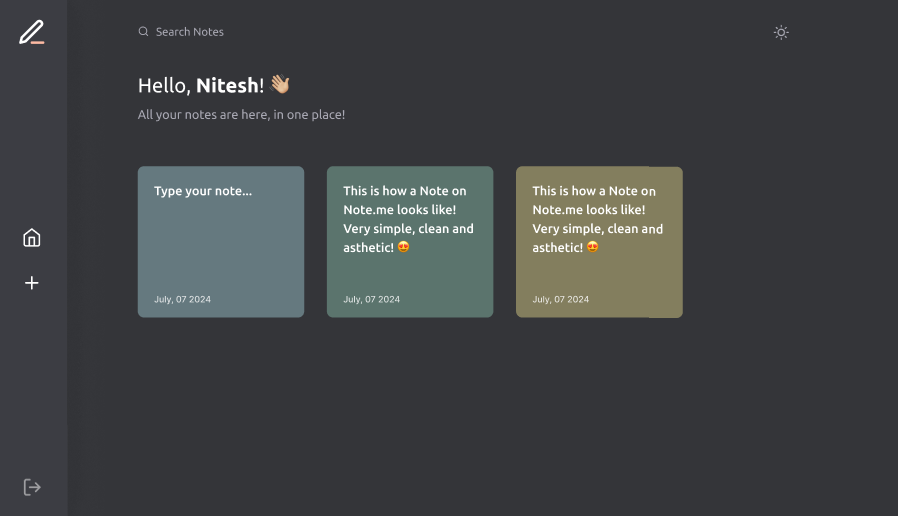 Search Notes
Hello, Nitesh! 👋🏼
All your notes are here, in one place!
Type your note...
July, 07 2024
This is how a Note on
Note.me looks like!
Very simple, clean and
asthetic! 😍
July, 07 2024
This is how a Note on
Note.me looks like!
Very simple, clean and
asthetic! 😍
July, 07 2024